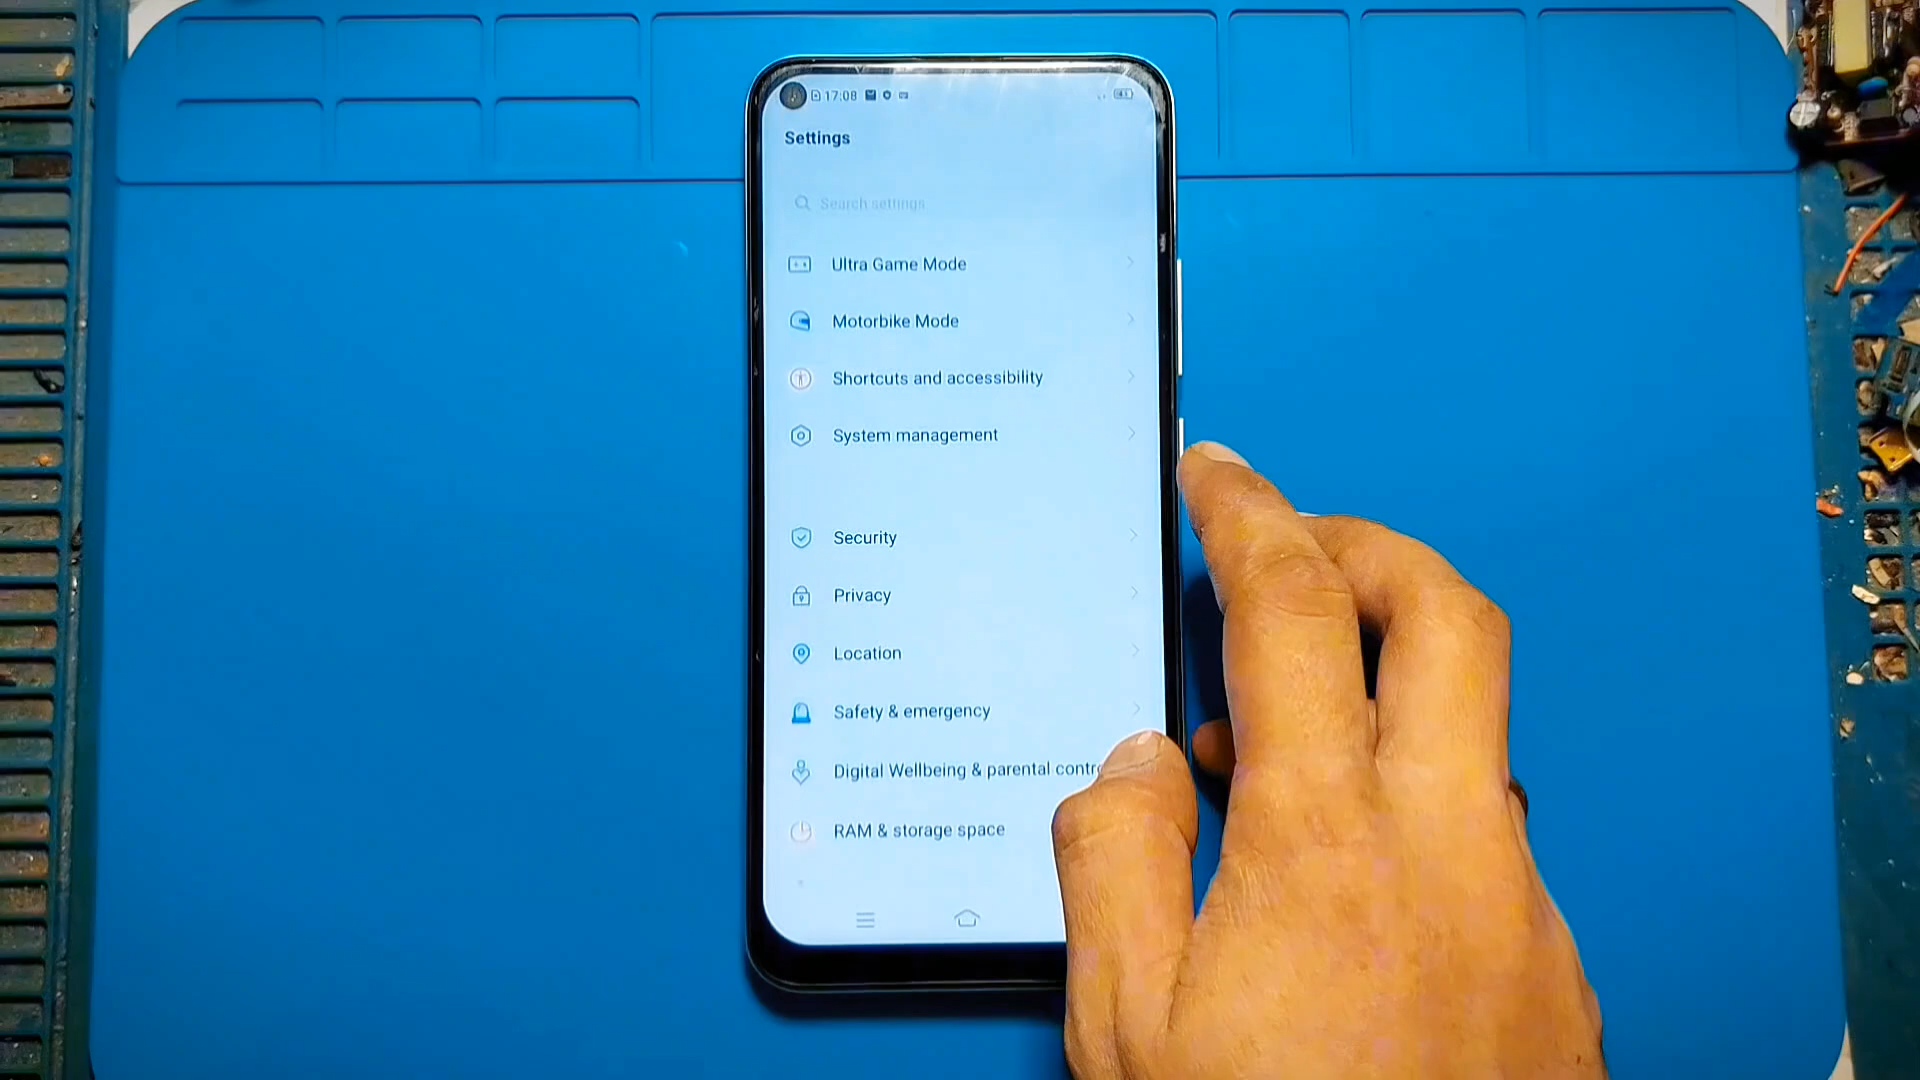 17:08
Settings
Search settings
Ultra Game Mode
Motorbike Mode
Shortcuts and accessibility
System management
Security
Privacy
Location
Safety & emergency
Digital Wellbeing & parental contr
RAM & storage space